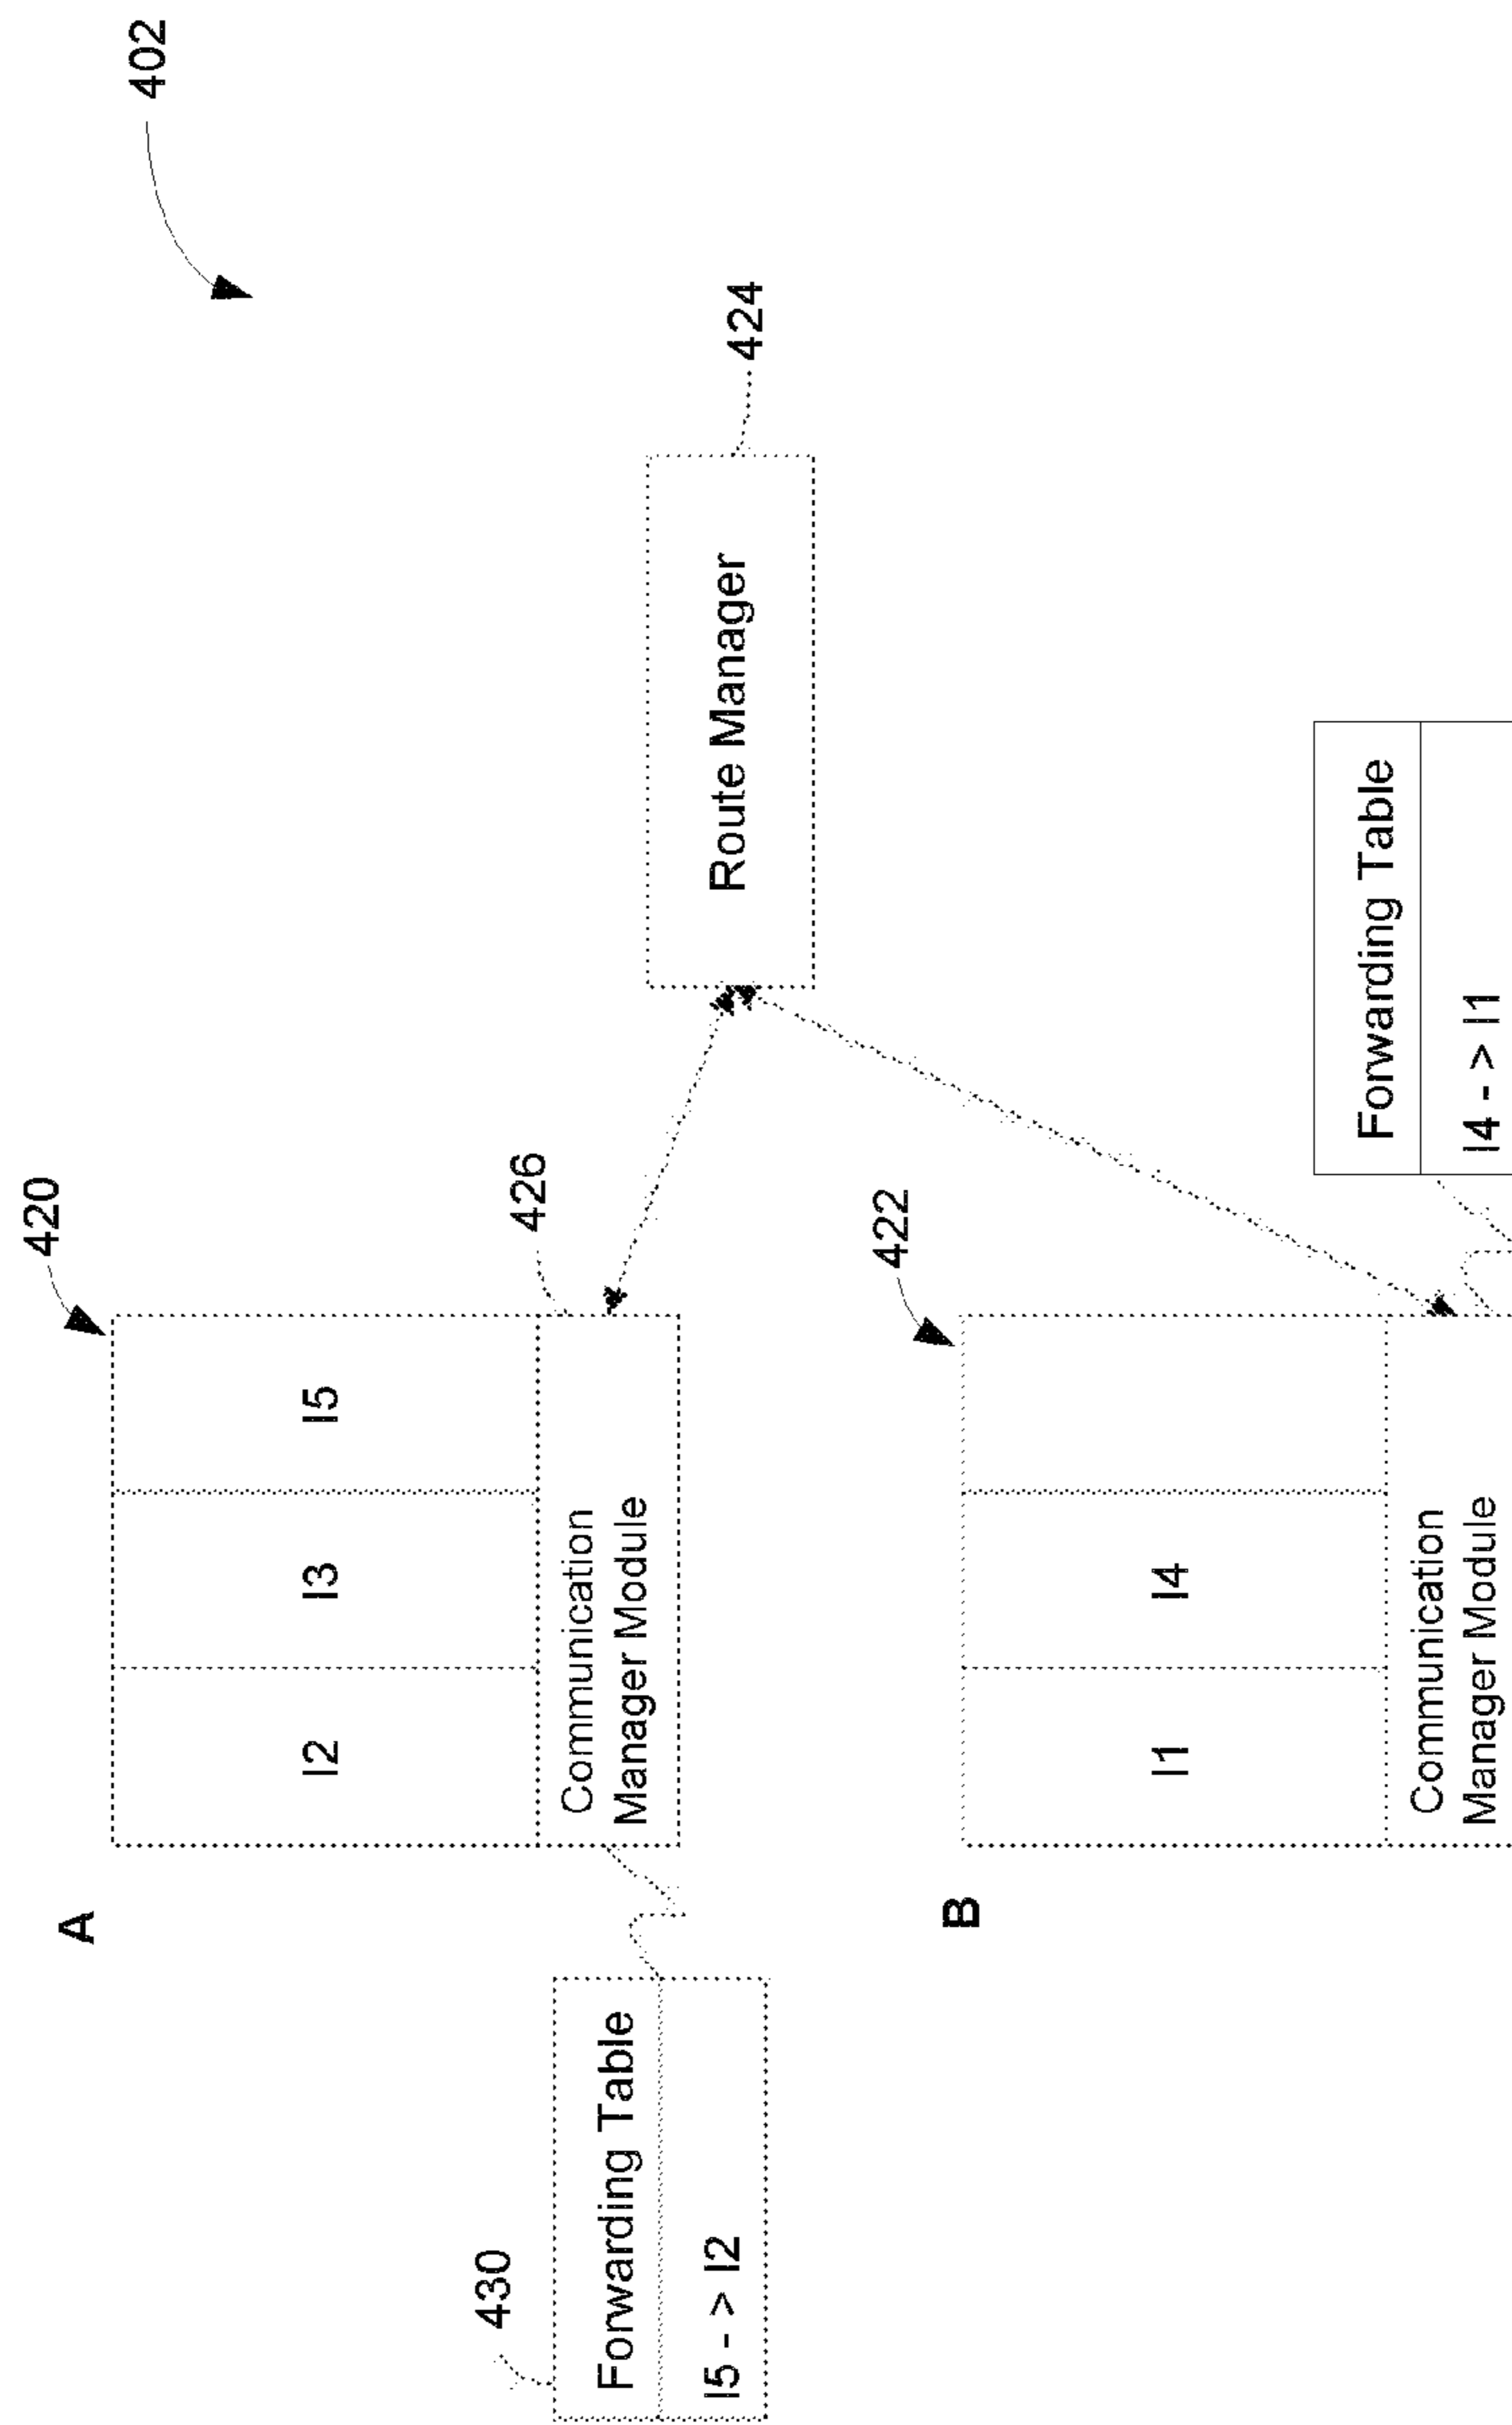 402
A
420
I2
I3
I5
Communication
Manager Module
426
430
Forwarding Table
I5 - > I2
Route Manager
424
B
422
I1
I4
Communication
Manager Module
Forwarding Table
I4 - > I1